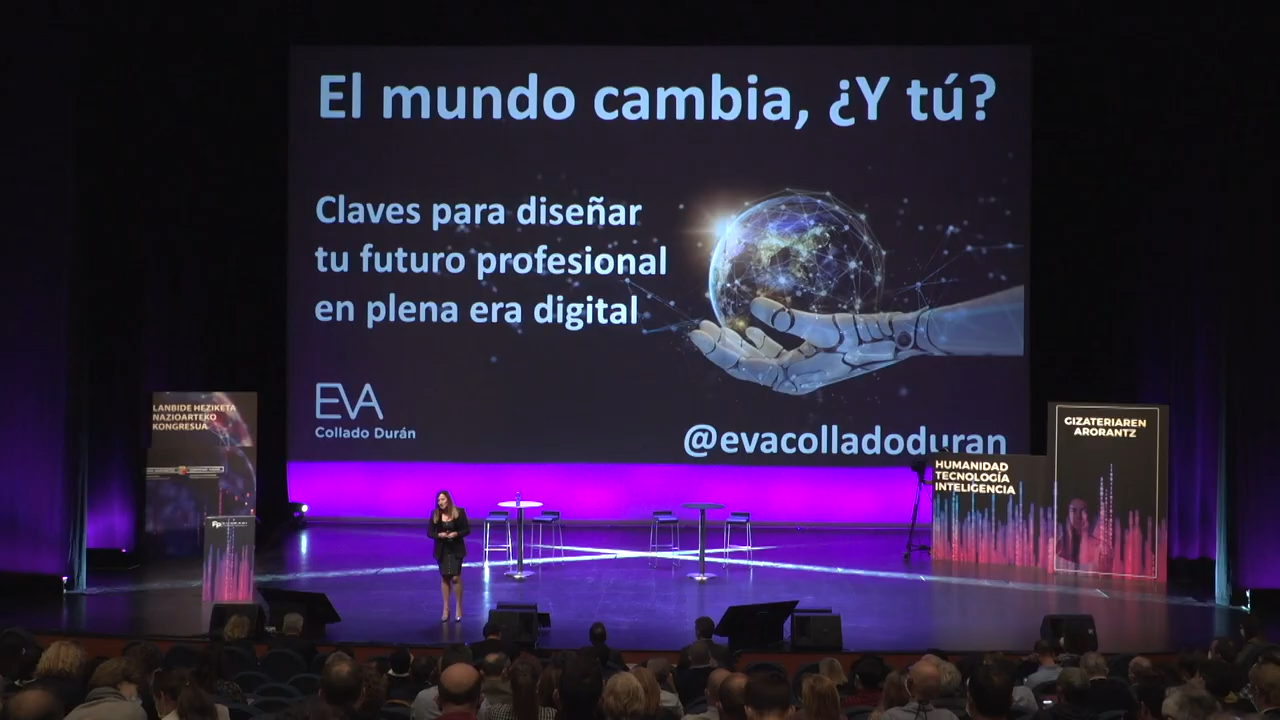 El mundo cambia, ¿Y tú?
Claves para diseñar
tu futuro profesional
en plena era digital
EVA
Collado Durán
@evacolladoduran
LANBIDE HEZIKETA
NAZIOARTEKO
KONGRESUA
Fp
HUMANIDAD
TECNOLOGÍA
INTELIGENCIA
GIZATERIAREN
ARORANTZ